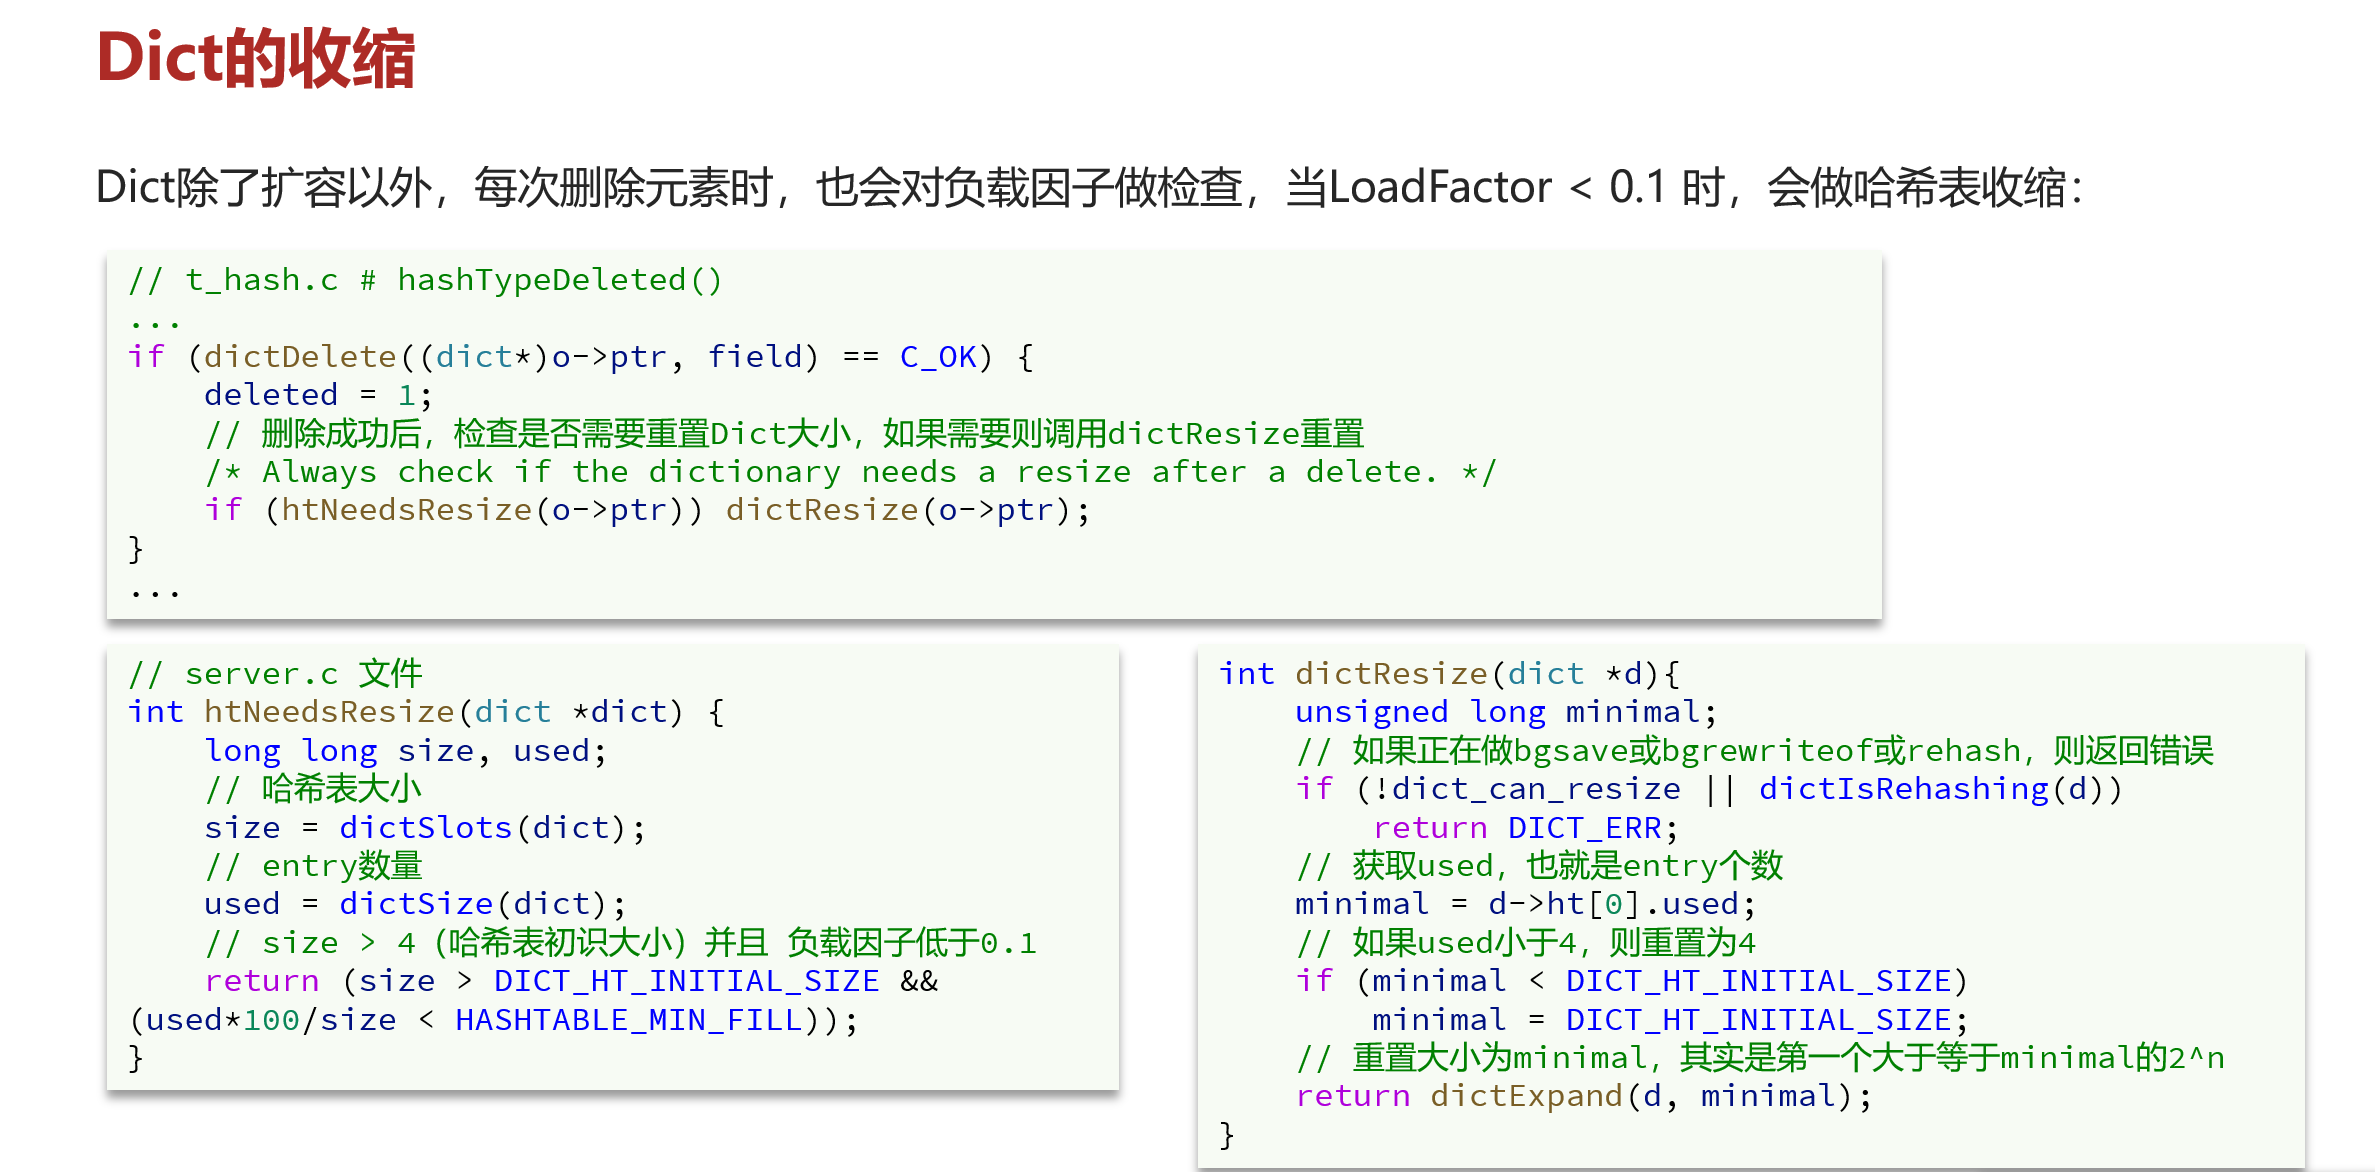 Dict的收缩
Dict除了扩容以外，每次删除元素时，也会对负载因子做检查，当LoadFactor < 0.1 时，会做哈希表收缩：
// t_hash.c # hashTypeDeleted()
...
if (dictDelete((dict*)o->ptr, field) == C_OK) {
    deleted = 1;
    // 删除成功后，检查是否需要重置Dict大小，如果需要则调用dictResize重置
    /* Always check if the dictionary needs a resize after a delete. */
    if (htNeedsResize(o->ptr)) dictResize(o->ptr);
}
...
// server.c 文件
int htNeedsResize(dict *dict) {
    long long size, used;
    // 哈希表大小
    size = dictSlots(dict);
    // entry数量
    used = dictSize(dict);
    // size > 4（哈希表初识大小）并且 负载因子低于0.1
    return (size > DICT_HT_INITIAL_SIZE &&
(used*100/size < HASHTABLE_MIN_FILL));
}
int dictResize(dict *d){
    unsigned long minimal;
    // 如果正在做bgsave或bgrewriteof或rehash，则返回错误
    if (!dict_can_resize || dictIsRehashing(d))
        return DICT_ERR;
    // 获取used，也就是entry个数
    minimal = d->ht[0].used;
    // 如果used小于4，则重置为4
    if (minimal < DICT_HT_INITIAL_SIZE)
        minimal = DICT_HT_INITIAL_SIZE;
    // 重置大小为minimal，其实是第一个大于等于minimal的2^n
    return dictExpand(d, minimal);
}